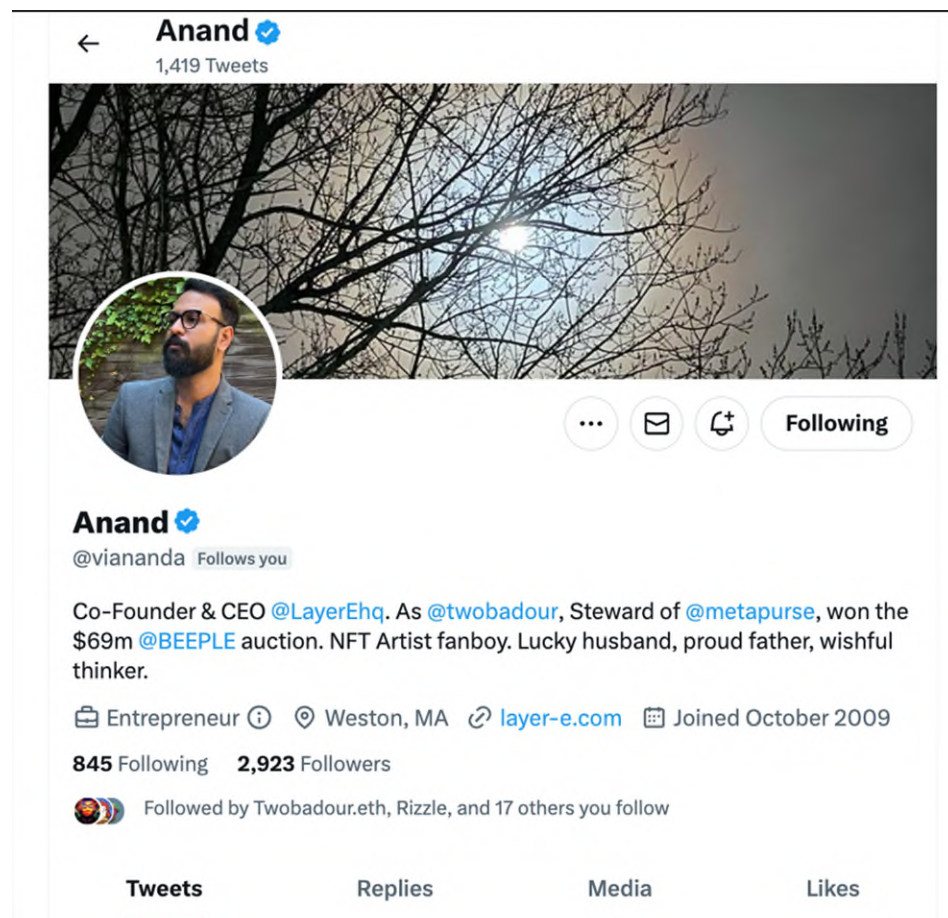 Anand
1,419 Tweets
Following
Anand
@viananda Follows you
Co-Founder & CEO @LayerEhq. As @twobadour, Steward of @metapurse, won the
$69m @BEEPLE auction. NFT Artist fanboy. Lucky husband, proud father, wishful
thinker.
Entrepreneur Weston, MA layer-e.com Joined October 2009
845 Following 2,923 Followers
Followed by Twobadour.eth, Rizzle, and 17 others you follow
Tweets Replies Media Likes